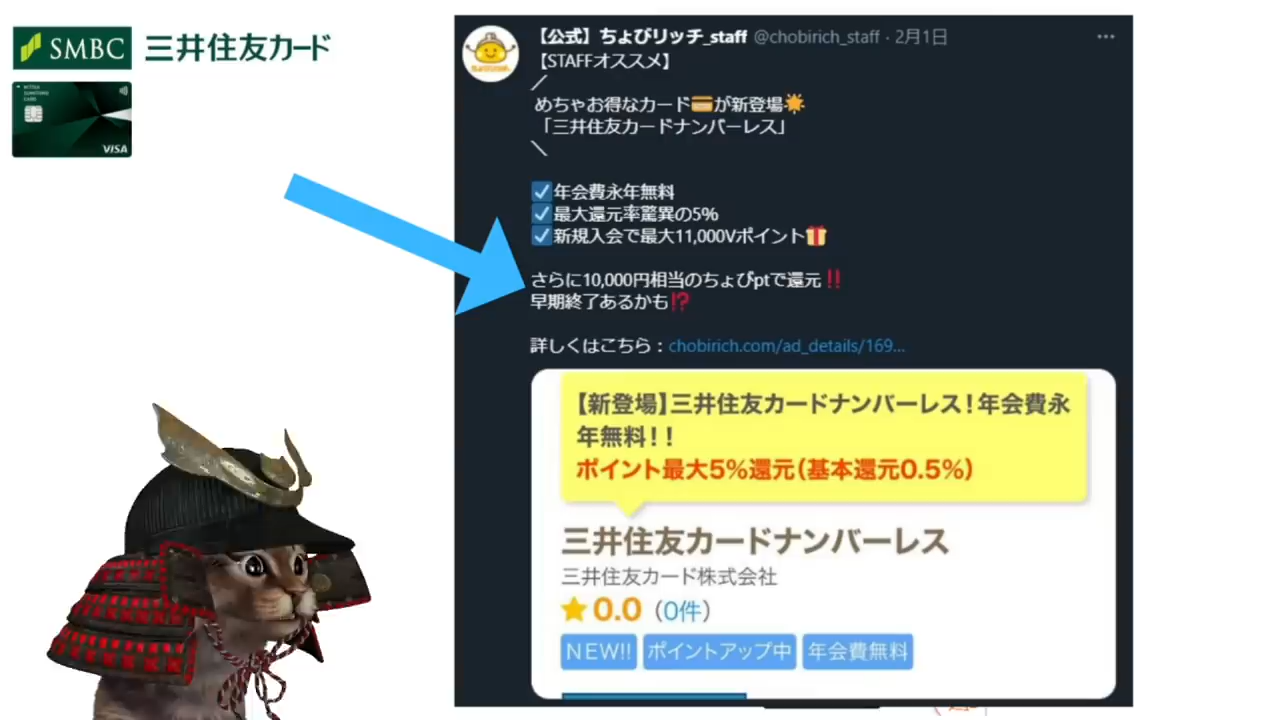 SMBC 三井住友カード
VISA
【公式】ちょびリッチ_staff @chobirich_staff · 2月1日
【STAFFオススメ】
／
めちゃお得なカード💳が新登場🌟
「三井住友カードナンバーレス」
＼
☑年会費永年無料
☑最大還元率驚異の5%
☑新規入会で最大11,000Vポイント🎁
さらに10,000円相当のちょびptで還元‼
早期終了あるかも⁉
詳しくはこちら：chobirich.com/ad_details/169…
【新登場】三井住友カードナンバーレス！年会費永
年無料！！
ポイント最大5%還元（基本還元0.5%）
三井住友カードナンバーレス
三井住友カード株式会社
★0.0（0件）
NEW!! ポイントアップ中 年会費無料